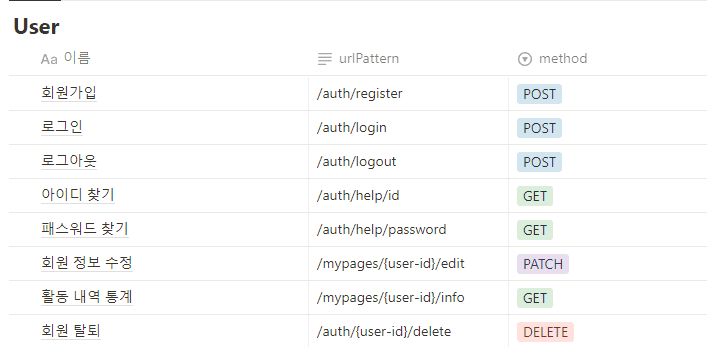 User
Aa 이름 urlPattern method
회원가입 /auth/register POST
로그인 /auth/login POST
로그아웃 /auth/logout POST
아이디 찾기 /auth/help/id GET
패스워드 찾기 /auth/help/password GET
회원 정보 수정 /mypages/{user-id}/edit PATCH
활동 내역 통계 /mypages/{user-id}/info GET
회원 탈퇴 /auth/{user-id}/delete DELETE